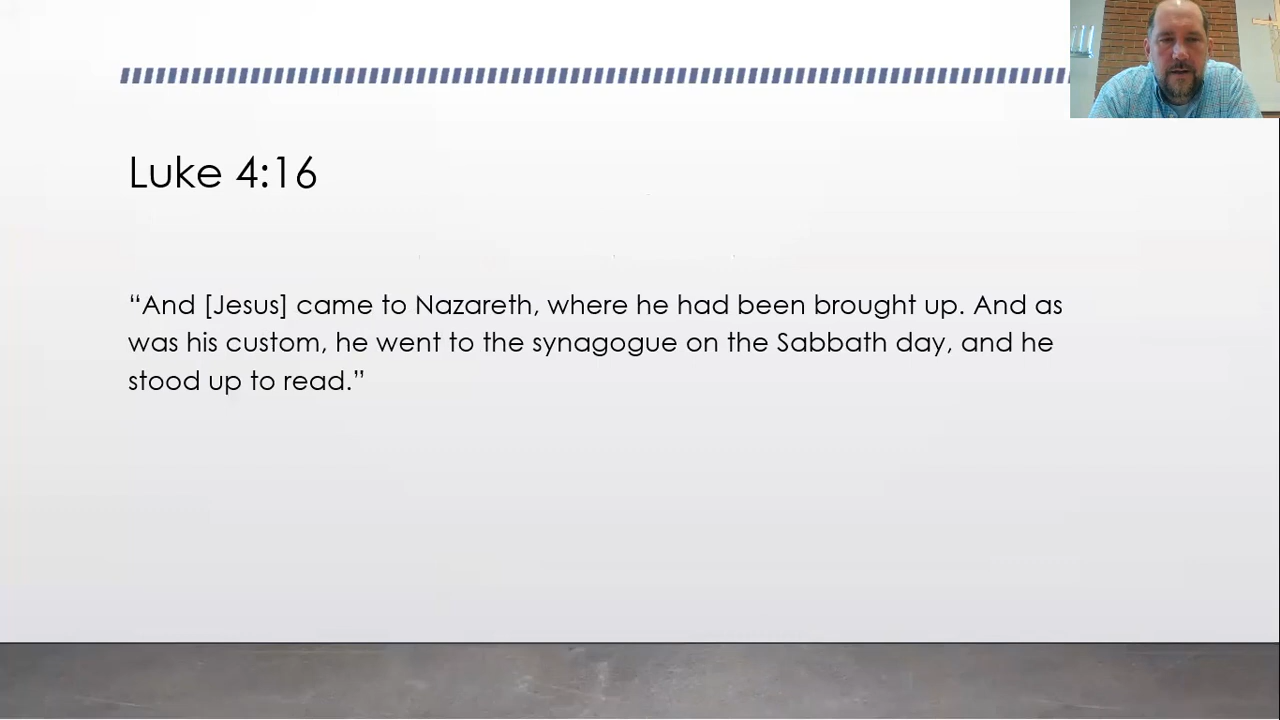 Luke 4:16
“And [Jesus] came to Nazareth, where he had been brought up. And as
was his custom, he went to the synagogue on the Sabbath day, and he
stood up to read.”